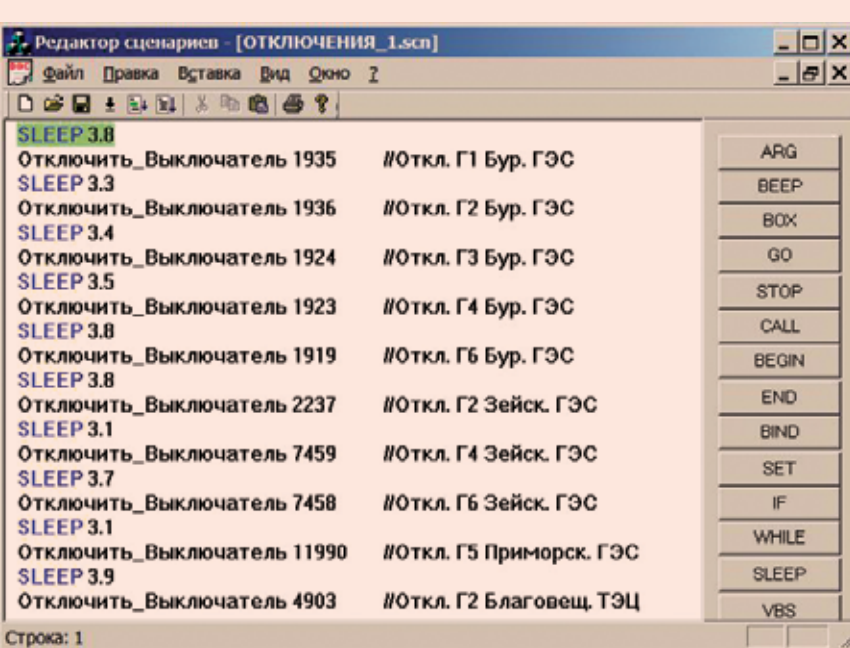 Редактор сценариев - [ОТКЛЮЧЕНИЯ_1.scn]
Файл Правка Вставка Вид Окно ?
SLEEP 3.8
Отключить_Выключатель 1935 //Откл. Г1 Бур. ГЭС
SLEEP 3.3
Отключить_Выключатель 1936 //Откл. Г2 Бур. ГЭС
SLEEP 3.4
Отключить_Выключатель 1924 //Откл. Г3 Бур. ГЭС
SLEEP 3.5
Отключить_Выключатель 1923 //Откл. Г4 Бур. ГЭС
SLEEP 3.8
Отключить_Выключатель 1919 //Откл. Г6 Бур. ГЭС
SLEEP 3.8
Отключить_Выключатель 2237 //Откл. Г2 Зейск. ГЭС
SLEEP 3.1
Отключить_Выключатель 7459 //Откл. Г4 Зейск. ГЭС
SLEEP 3.7
Отключить_Выключатель 7458 //Откл. Г6 Зейск. ГЭС
SLEEP 3.1
Отключить_Выключатель 11990 //Откл. Г5 Приморск. ГЭС
SLEEP 3.9
Отключить_Выключатель 4903 //Откл. Г2 Благовещ. ТЭЦ
ARG
BEEP
BOX
GO
STOP
CALL
BEGIN
END
BIND
SET
IF
WHILE
SLEEP
VBS
Строка: 1